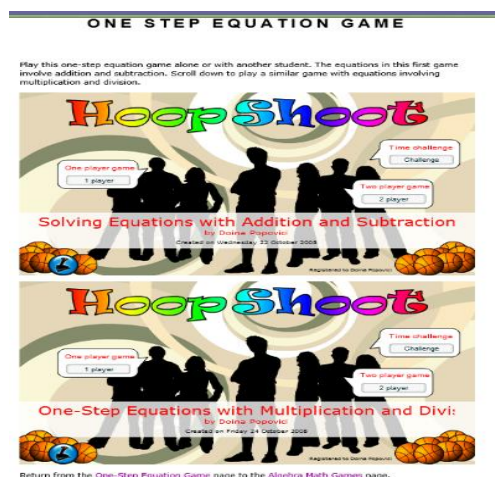 ONE STEP EQUATION GAME
Play this one-step equation game alone or with another student. The equations in this first game
involve addition and subtraction. Scroll down to play a similar game with equations involving
multiplication and division.
HoopShoot
Time challenge
Challenge
One player game
1 player
Two player game
2 player
Solving Equations with Addition and Subtraction
by Doina Popovici
Created on Wednesday 22 October 2008
Registered to Doina Popovici
HoopShoot
Time challenge
Challenge
One player game
1 player
Two player game
2 player
One-Step Equations with Multiplication and Divi
by Doina Popovici
Created on Friday 24 October 2008
Registered to Doina Popovici
Return from the One-Step Equation Game page to the Algebra Math Games page.